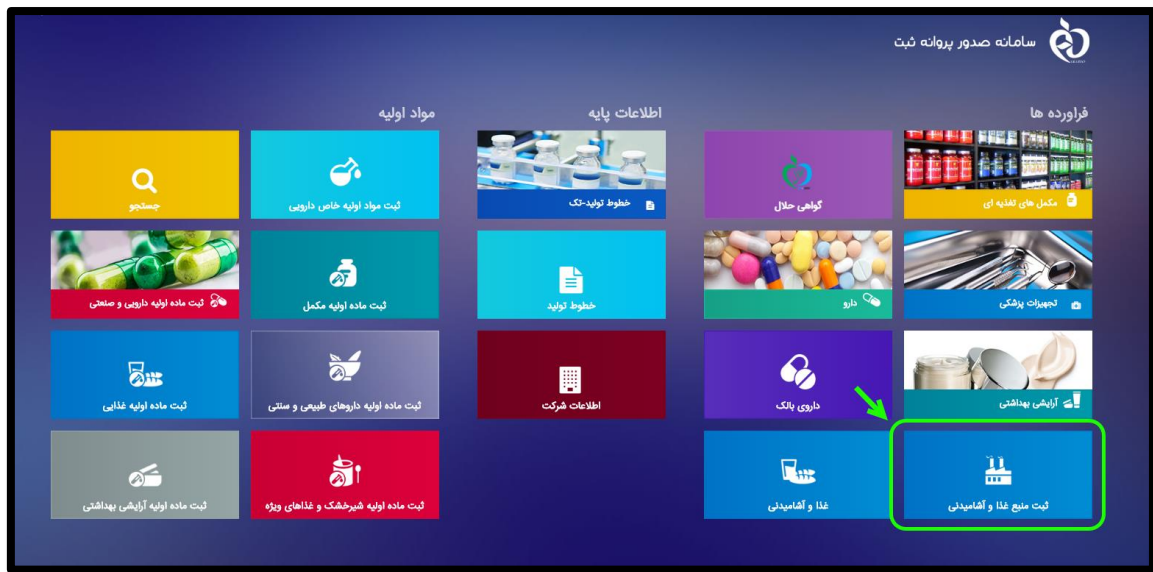 سامانه صدور پروانه ثبت
فراورده ها
مکمل های تغذیه ای
گواهی حلال
تجهیزات پزشکی
دارو
آرایشی بهداشتی
داروی بالک
ثبت منبع غذا و آشامیدنی
غذا و آشامیدنی
اطلاعات پایه
خطوط تولید-تک
خطوط تولید
اطلاعات شرکت
مواد اولیه
ثبت مواد اولیه خاص دارویی
جستجو
ثبت ماده اولیه مکمل
ثبت ماده اولیه دارویی و صنعتی
ثبت ماده اولیه داروهای طبیعی و سنتی
ثبت ماده اولیه غذایی
ثبت ماده اولیه شیرخشک و غذاهای ویژه
ثبت ماده اولیه آرایشی بهداشتی